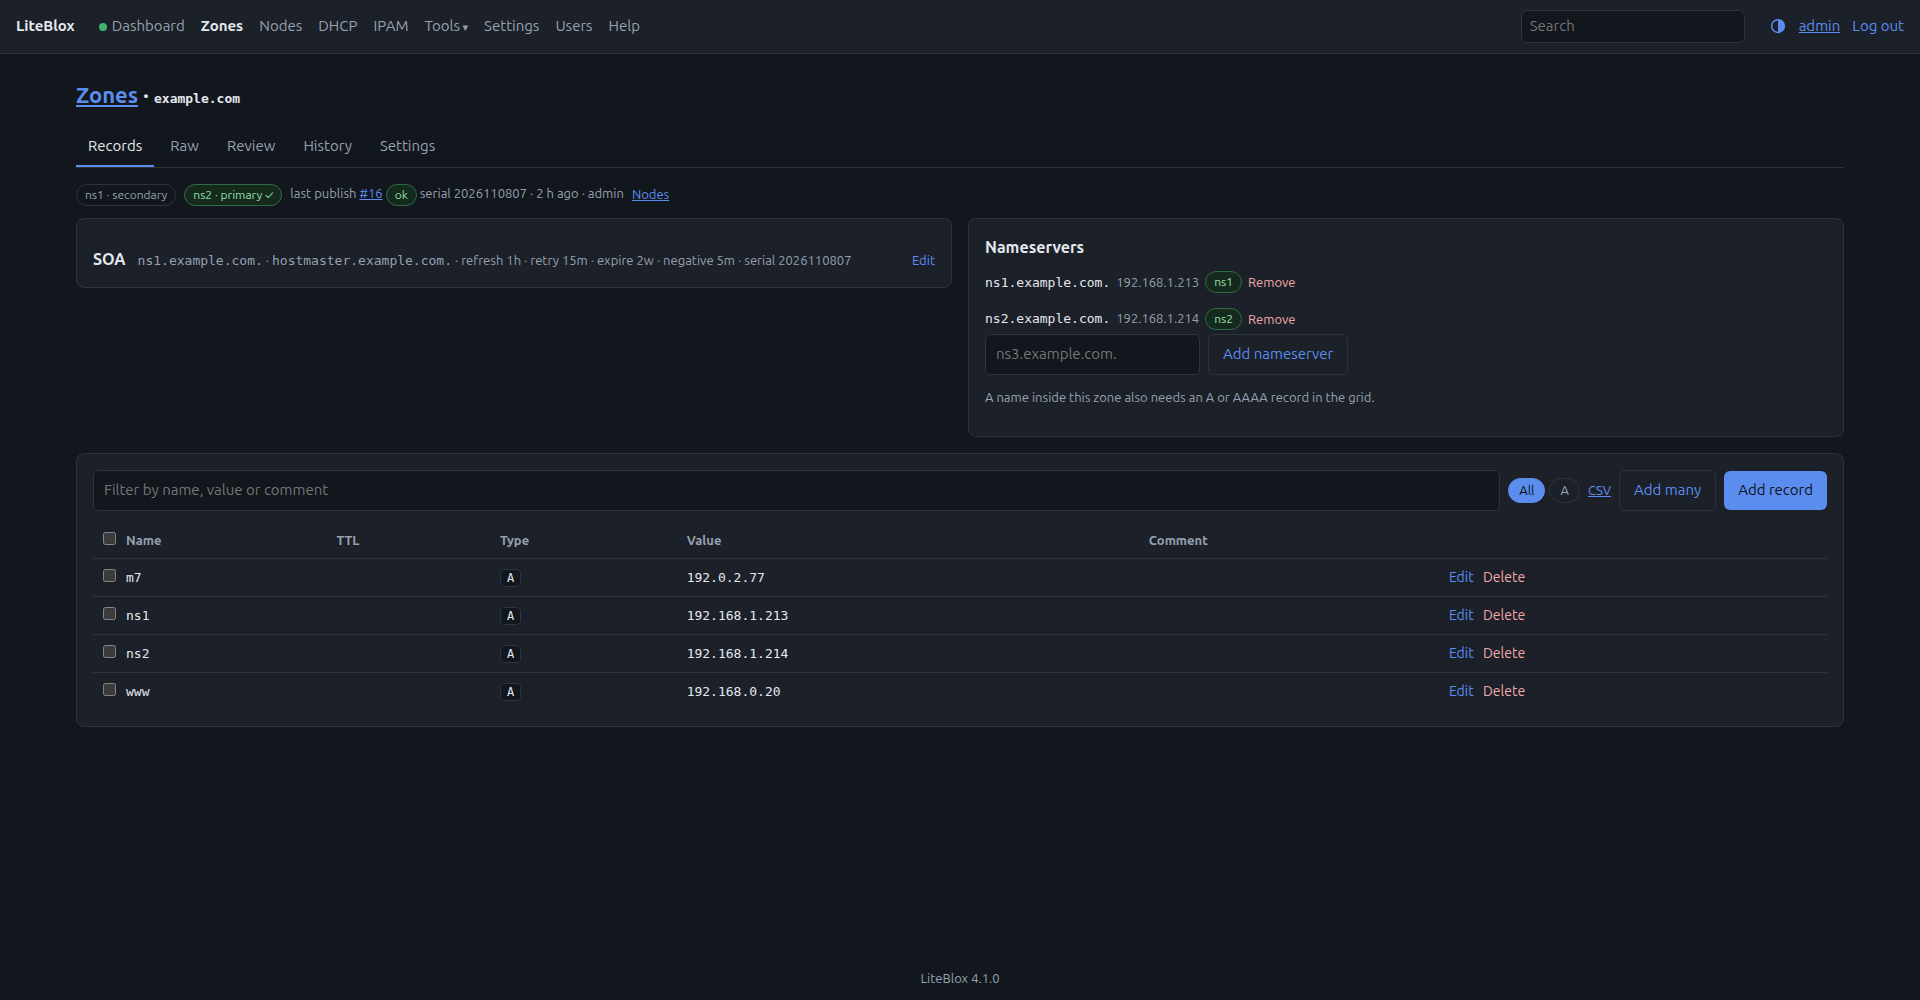 LiteBlox Dashboard Zones Nodes DHCP IPAM Tools ▾ Settings Users Help Search admin Log out
Zones • example.com
Records Raw Review History Settings
ns1 · secondary ns2 · primary ✓ last publish #16 ok serial 2026110807 · 2 h ago · admin Nodes
SOA ns1.example.com. · hostmaster.example.com. · refresh 1h · retry 15m · expire 2w · negative 5m · serial 2026110807 Edit
Nameservers
ns1.example.com. 192.168.1.213 ns1 Remove
ns2.example.com. 192.168.1.214 ns2 Remove
ns3.example.com. Add nameserver
A name inside this zone also needs an A or AAAA record in the grid.
Filter by name, value or comment All A CSV Add many Add record
Name TTL Type Value Comment
m7 A 192.0.2.77 Edit Delete
ns1 A 192.168.1.213 Edit Delete
ns2 A 192.168.1.214 Edit Delete
www A 192.168.0.20 Edit Delete
LiteBlox 4.1.0